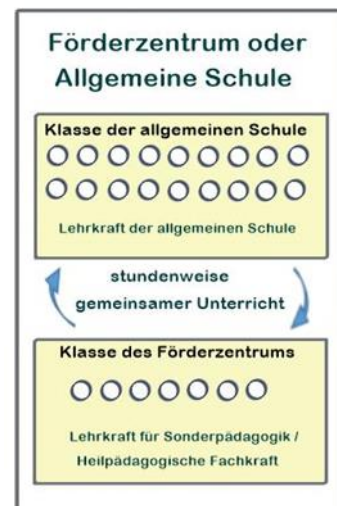 Förderzentrum oder
Allgemeine Schule
Klasse der allgemeinen Schule
Lehrkraft der allgemeinen Schule
stundenweise
gemeinsamer Unterricht
Klasse des Förderzentrums
Lehrkraft für Sonderpädagogik /
Heilpädagogische Fachkraft